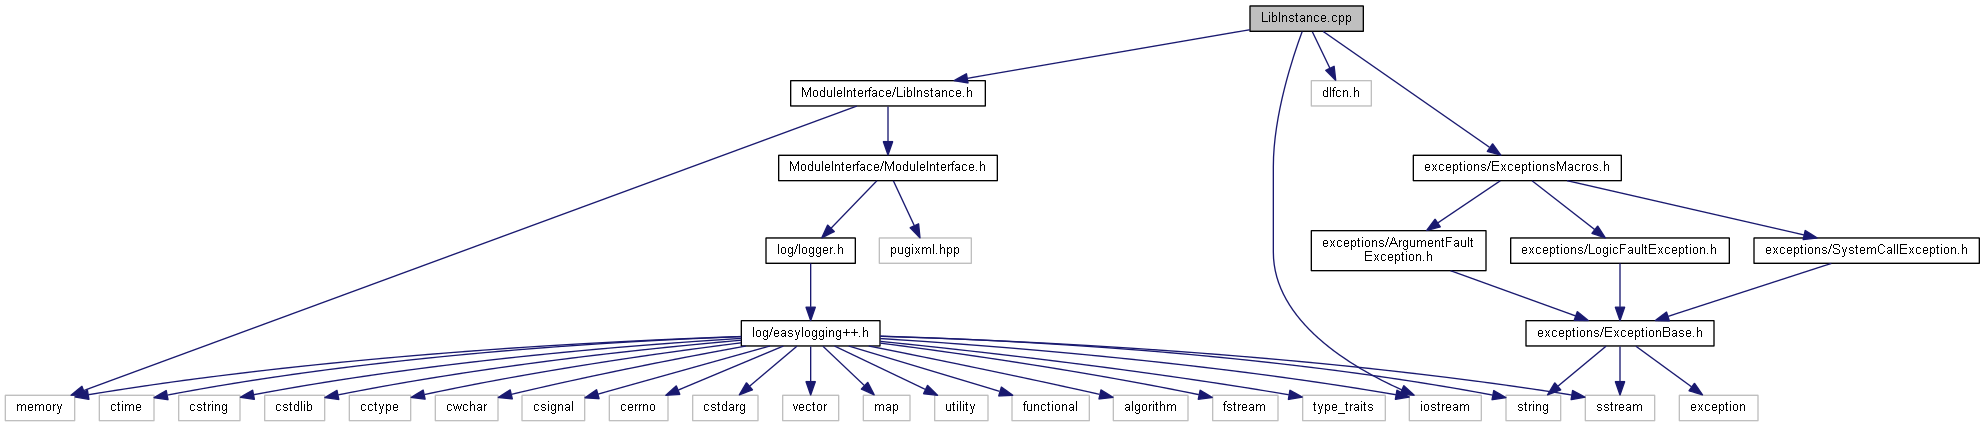 LibInstance.cpp
ModuleInterface/LibInstance.h
dlfcn.h
ModuleInterface/ModuleInterface.h
exceptions/ExceptionsMacros.h
log/logger.h
pugixml.hpp
exceptions/ArgumentFault
Exception.h
exceptions/LogicFaultException.h
exceptions/SystemCallException.h
log/easylogging++.h
exceptions/ExceptionBase.h
memory
ctime
cstring
cstdlib
cctype
cwchar
csignal
cerrno
cstdarg
vector
map
utility
functional
algorithm
fstream
type_traits
iostream
string
sstream
exception